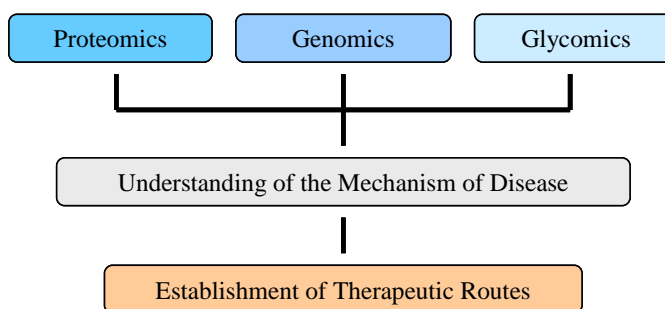 Proteomics
Genomics
Glycomics
Understanding of the Mechanism of Disease
Establishment of Therapeutic Routes